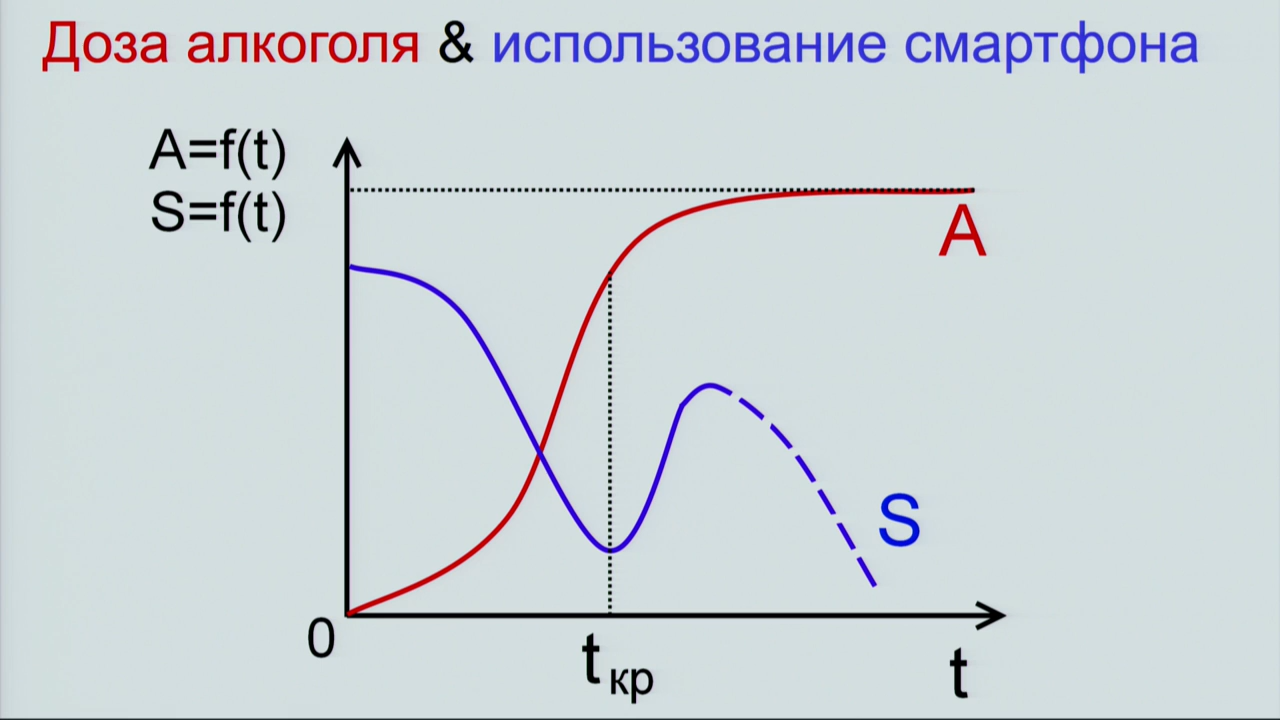 Доза алкоголя & использование смартфона
A=f(t)
S=f(t)
A
S
0
tкр
t